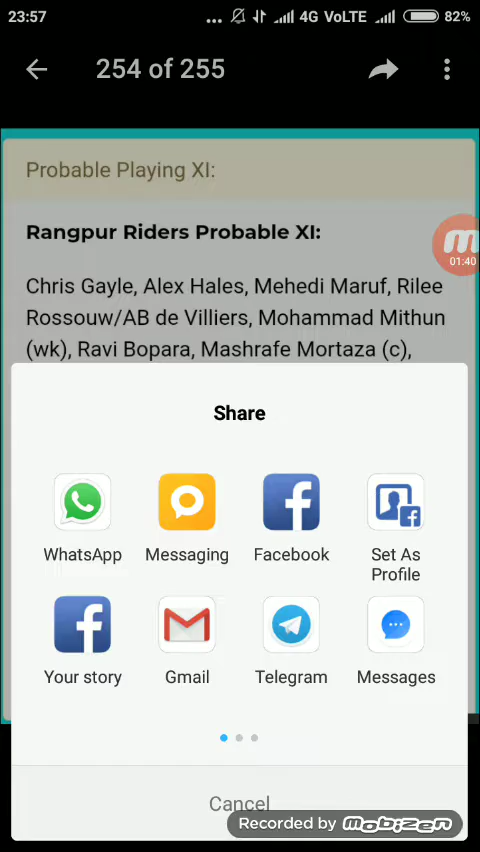 23:57 ... 4G VoLTE 82%
254 of 255
Probable Playing XI:
Rangpur Riders Probable XI:
01:40
Chris Gayle, Alex Hales, Mehedi Maruf, Rilee
Rossouw/AB de Villiers, Mohammad Mithun
(wk), Ravi Bopara, Mashrafe Mortaza (c),
Share
WhatsApp Messaging Facebook Set As
Profile
Your story Gmail Telegram Messages
Cancel
Recorded by mobizen